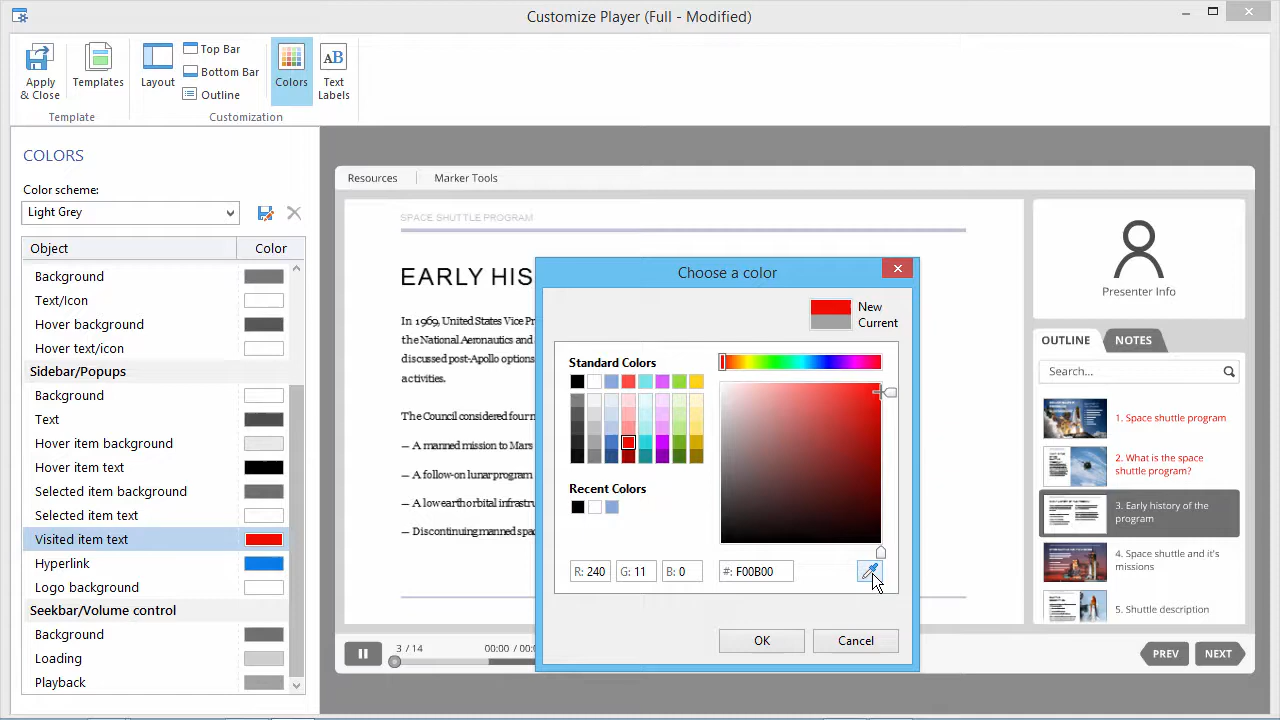 Customize Player (Full - Modified)
Apply
& Close
Templates
Template
Layout
Top Bar
Bottom Bar
Outline
Colors
AB
Text
Labels
Customization
COLORS
Color scheme:
Light Grey
Object
Color
Background
Text/Icon
Hover background
Hover text/icon
Sidebar/Popups
Background
Text
Hover item background
Hover item text
Selected item background
Selected item text
Visited item text
Hyperlink
Logo background
Seekbar/Volume control
Background
Loading
Playback
Resources
Marker Tools
SPACE SHUTTLE PROGRAM
EARLY HIS
In 1969, United States Vice Pr
the National Aeronautics and
discussed post-Apollo options
activities.
The Council considered four
— A manned mission to Mars
— A follow-on lunar program
— A low earth orbital infrastru
— Discontinuing manned spac
Choose a color
New
Current
Standard Colors
Recent Colors
R: 240
G: 11
B: 0
#: F00B00
OK
Cancel
Presenter Info
OUTLINE
NOTES
Search...
1. Space shuttle program
2. What is the space
shuttle program?
3. Early history of the
program
4. Space shuttle and it's
missions
5. Shuttle description
3 / 14
00:00 / 00:0
PREV
NEXT